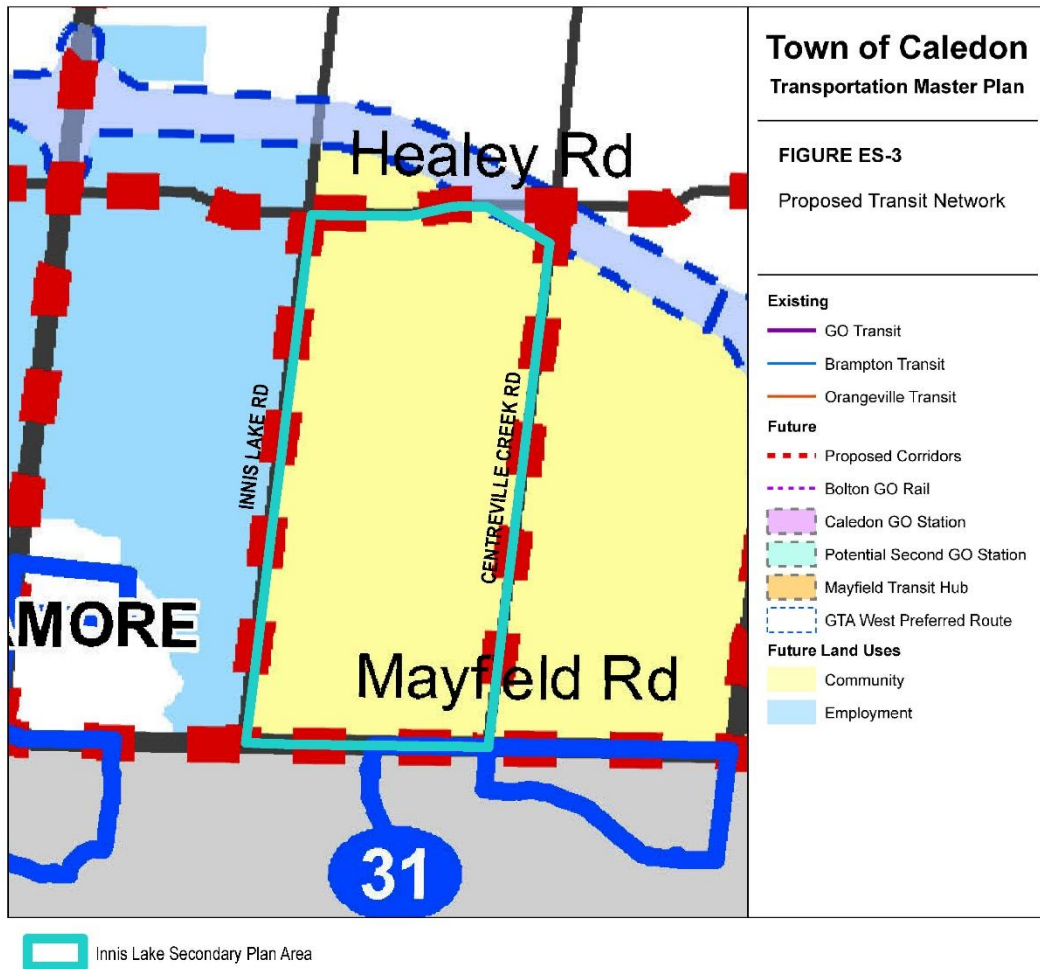 Town of Caledon
Transportation Master Plan
FIGURE ES-3
Proposed Transit Network
Existing
GO Transit
Brampton Transit
Orangeville Transit
Future
Proposed Corridors
Bolton GO Rail
Caledon GO Station
Potential Second GO Station
Mayfield Transit Hub
GTA West Preferred Route
Future Land Uses
Community
Employment
Healey Rd
INNIS LAKE RD
CENTREVILLE CREEK RD
AMORE
Mayfield Rd
31
Innis Lake Secondary Plan Area